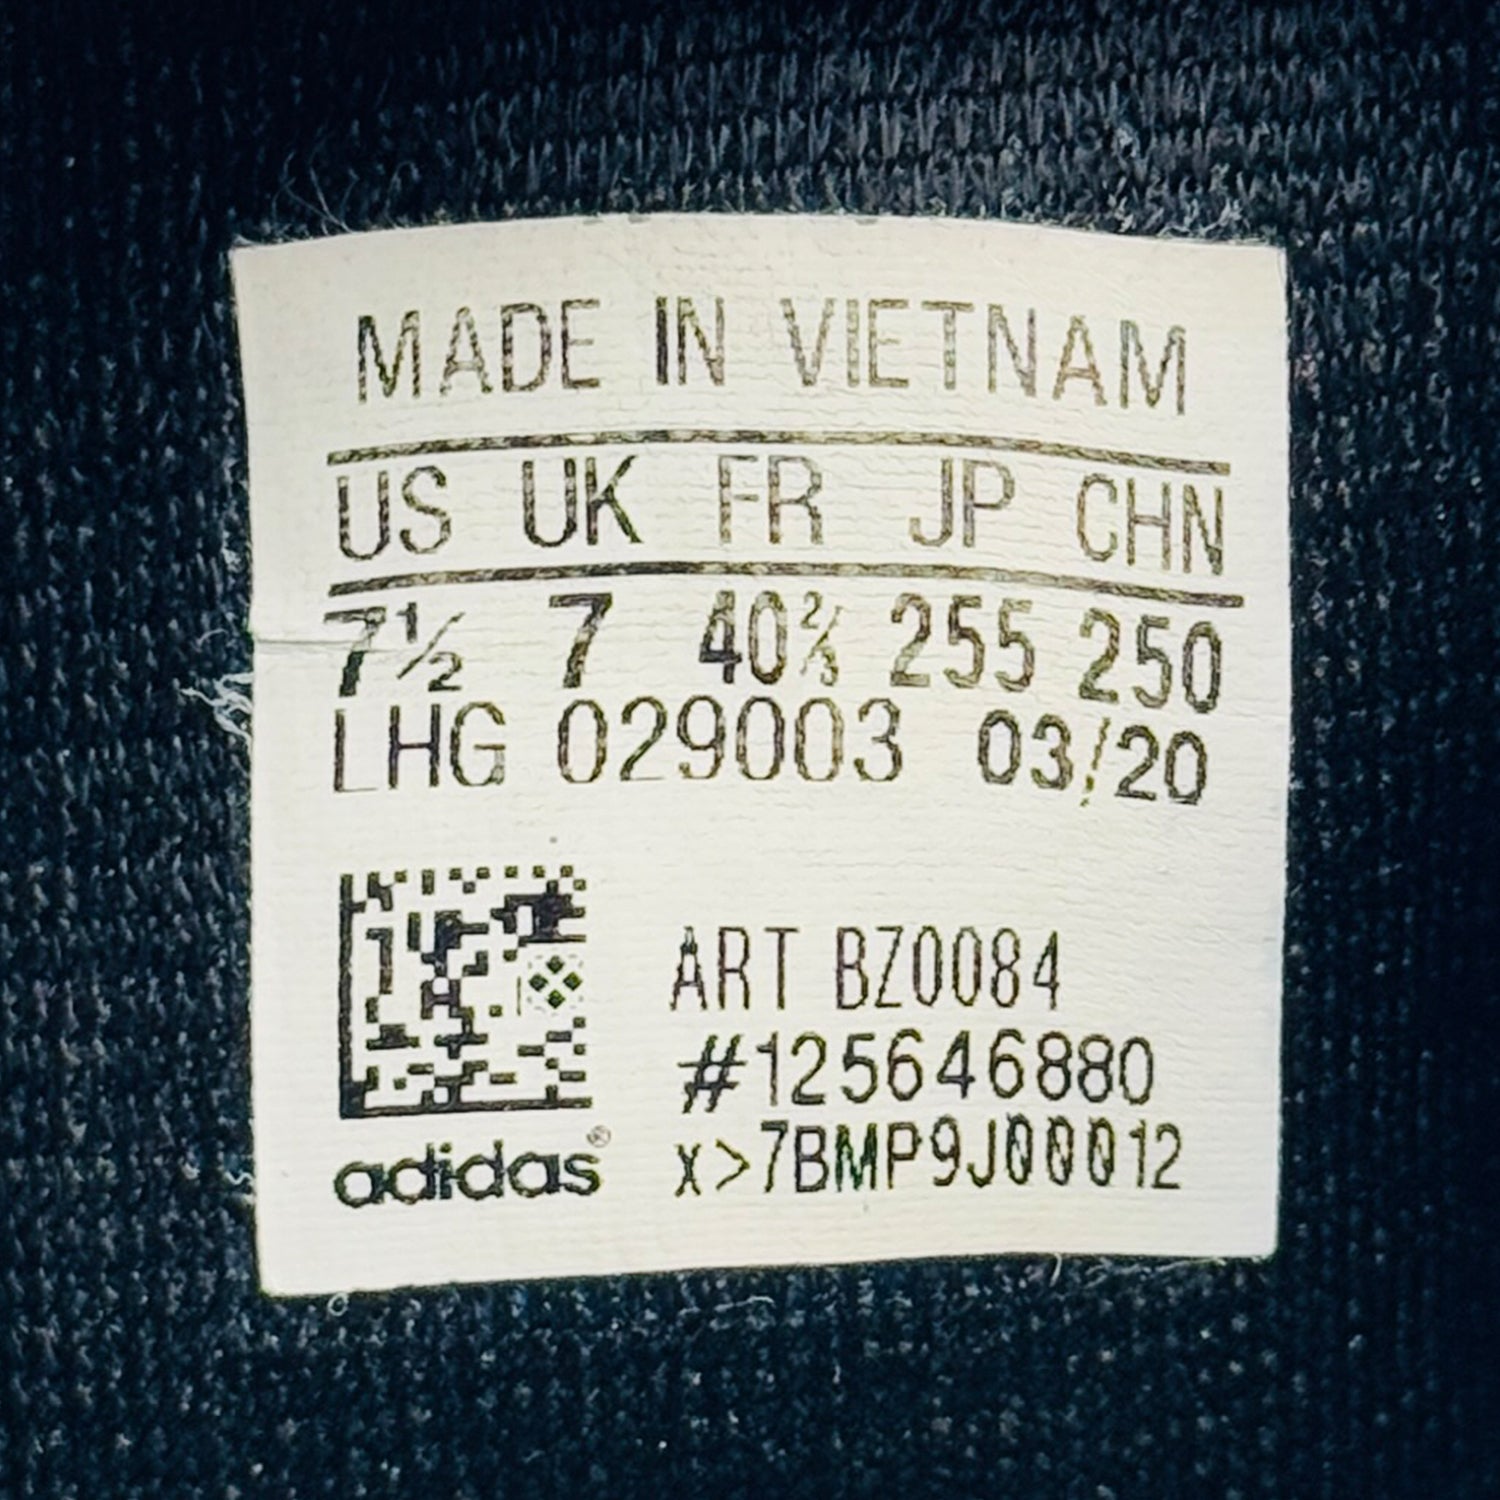 MADE IN VIETNAM
US UK FR JP CHN
7½ 7 40⅔ 255 250
LHG 029003 03/20
ART BZ0084
#125646880
x>7BMP9J00012
adidas®